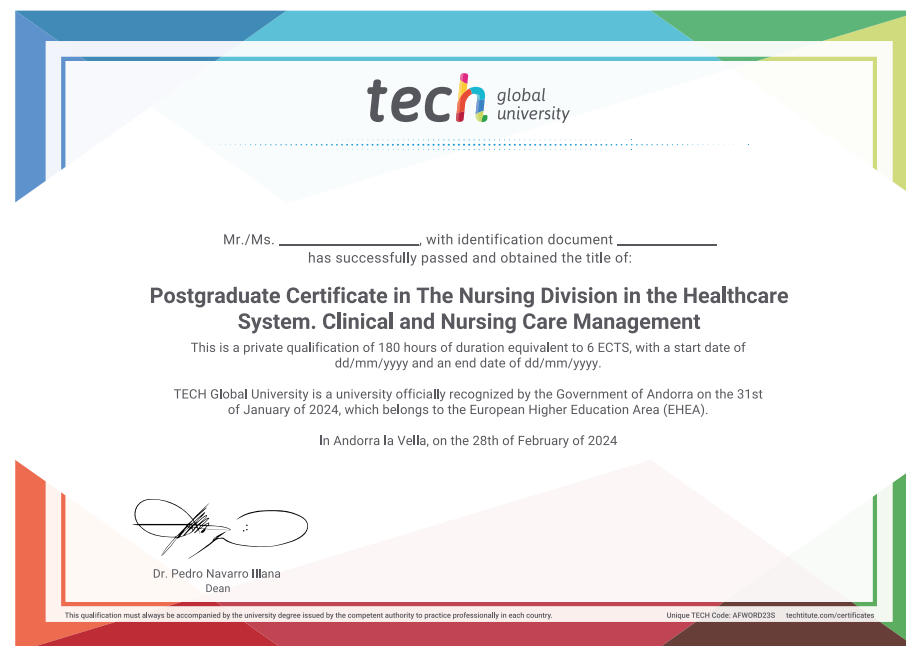 tech global university
Mr./Ms. ____________, with identification document ____________
has successfully passed and obtained the title of:
Postgraduate Certificate in The Nursing Division in the Healthcare
System. Clinical and Nursing Care Management
This is a private qualification of 180 hours of duration equivalent to 6 ECTS, with a start date of
dd/mm/yyyy and an end date of dd/mm/yyyy.
TECH Global University is a university officially recognized by the Government of Andorra on the 31st
of January of 2024, which belongs to the European Higher Education Area (EHEA).
In Andorra la Vella, on the 28th of February of 2024
Dr. Pedro Navarro Illana
Dean
This qualification must always be accompanied by the university degree issued by the competent authority to practice professionally in each country.
Unique TECH Code: AFWORD23S techtitute.com/certificates